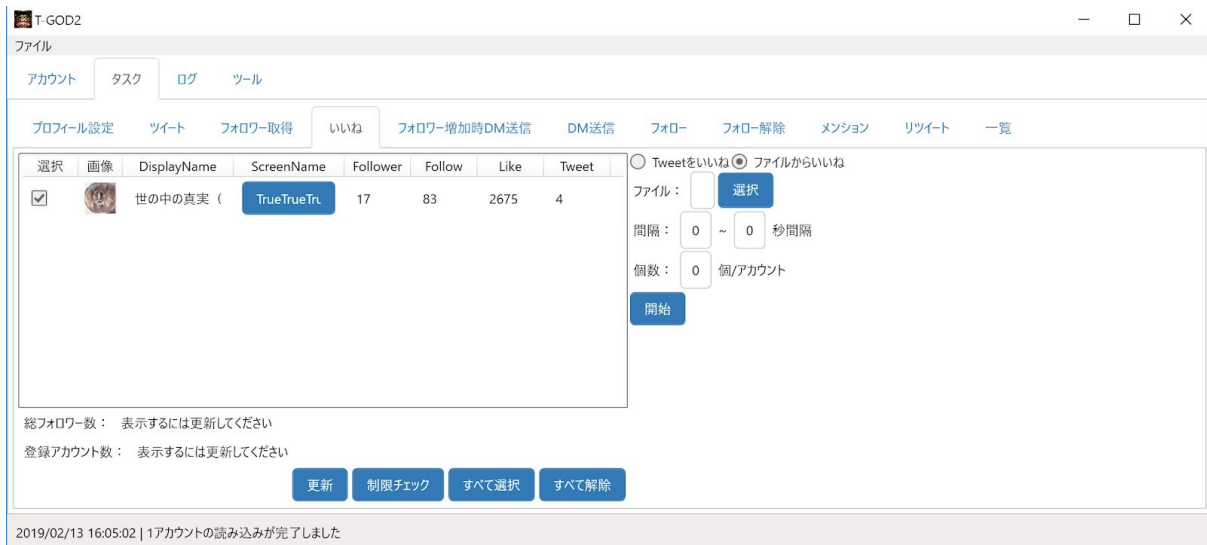 T-GOD2
ファイル
アカウント タスク ログ ツール
プロフィール設定 ツイート フォロワー取得 いいね フォロワー増加時DM送信 DM送信 フォロー フォロー解除 メンション リツイート 一覧
選択 画像 DisplayName ScreenName Follower Follow Like Tweet
世の中の真実（ TrueTrueTru 17 83 2675 4
Tweetをいいね ファイルからいいね
ファイル： 選択
間隔： 0 ~ 0 秒間隔
個数： 0 個/アカウント
開始
総フォロワー数： 表示するには更新してください
登録アカウント数： 表示するには更新してください
更新 制限チェック すべて選択 すべて解除
2019/02/13 16:05:02 | 1アカウントの読み込みが完了しました